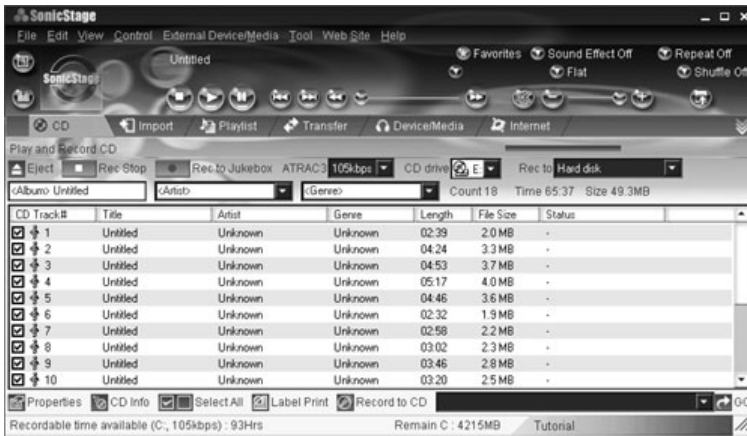 SonicStage
File Edit View Control External Device/Media Tool Web Site Help
Untitled
Favorites Sound Effect Off Repeat Off
SonicStage
Flat Shuffle Off
CD Import Playlist Transfer Device/Media Internet
Play and Record CD
Eject Rec Stop Rec to Jukebox ATRAC3 105kbps CD drive E: Rec to Hard disk
<Album> Untitled <Artist> <Genre> Count 18 Time 65:37 Size 49.3MB
CD Track# Title Artist Genre Length File Size Status
1 Untitled Unknown Unknown 02:39 2.0 MB -
2 Untitled Unknown Unknown 04:24 3.3 MB -
3 Untitled Unknown Unknown 04:53 3.7 MB -
4 Untitled Unknown Unknown 05:17 4.0 MB -
5 Untitled Unknown Unknown 04:46 3.6 MB -
6 Untitled Unknown Unknown 02:32 1.9 MB -
7 Untitled Unknown Unknown 02:58 2.2 MB -
8 Untitled Unknown Unknown 03:02 2.3 MB -
9 Untitled Unknown Unknown 03:46 2.8 MB -
10 Untitled Unknown Unknown 03:20 2.5 MB -
Properties CD Info Select All Label Print Record to CD GO
Recordable time available (C:, 105kbps) : 93Hrs Remain C : 4215MB Tutorial